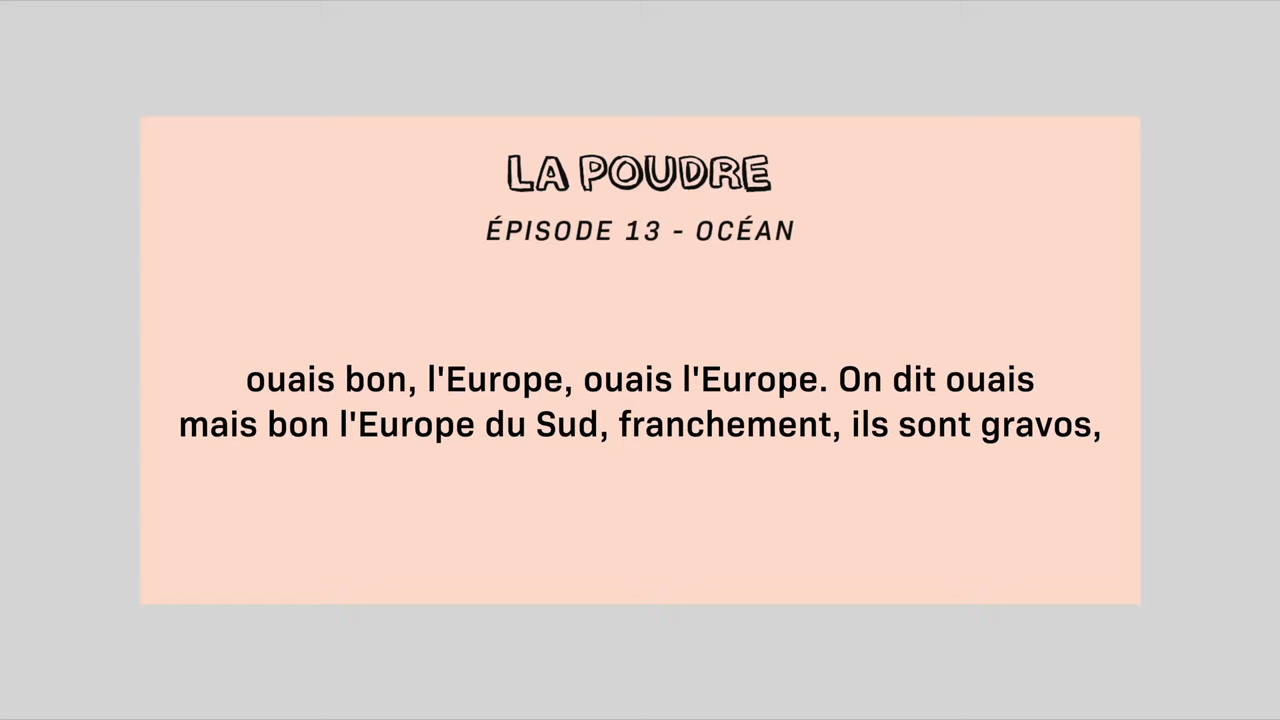 LA POUDRE
ÉPISODE 13 - OCÉAN
ouais bon, l'Europe, ouais l'Europe. On dit ouais
mais bon l'Europe du Sud, franchement, ils sont gravos,